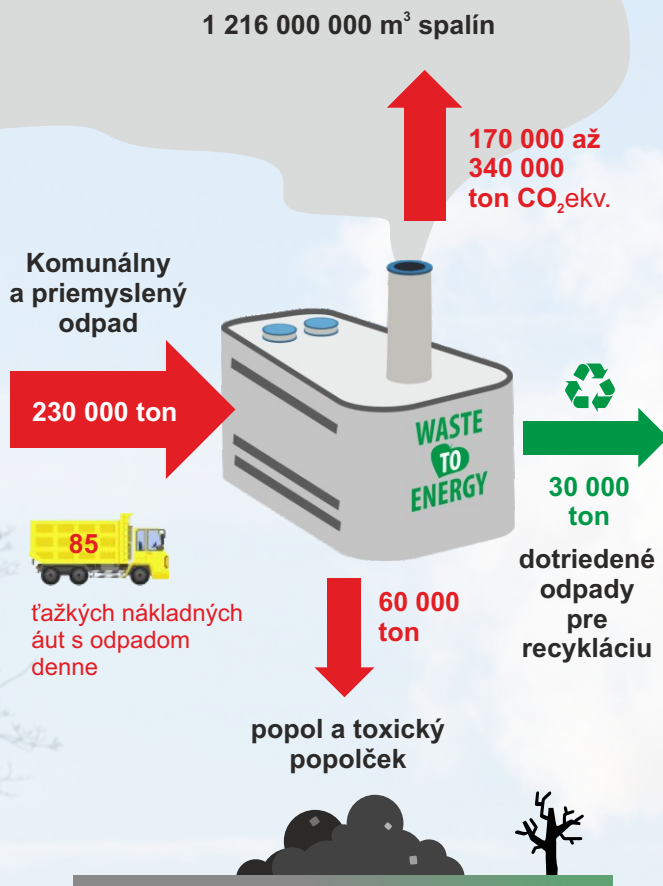 1 216 000 000 m³ spalín
170 000 až
340 000
ton CO₂ekv.
Komunálny
a priemyslený
odpad
230 000 ton
WASTE
TO
ENERGY
30 000
ton
dotriedené
odpady
pre
recykláciu
85
ťažkých nákladných
áut s odpadom
denne
60 000
ton
popol a toxický
popolček